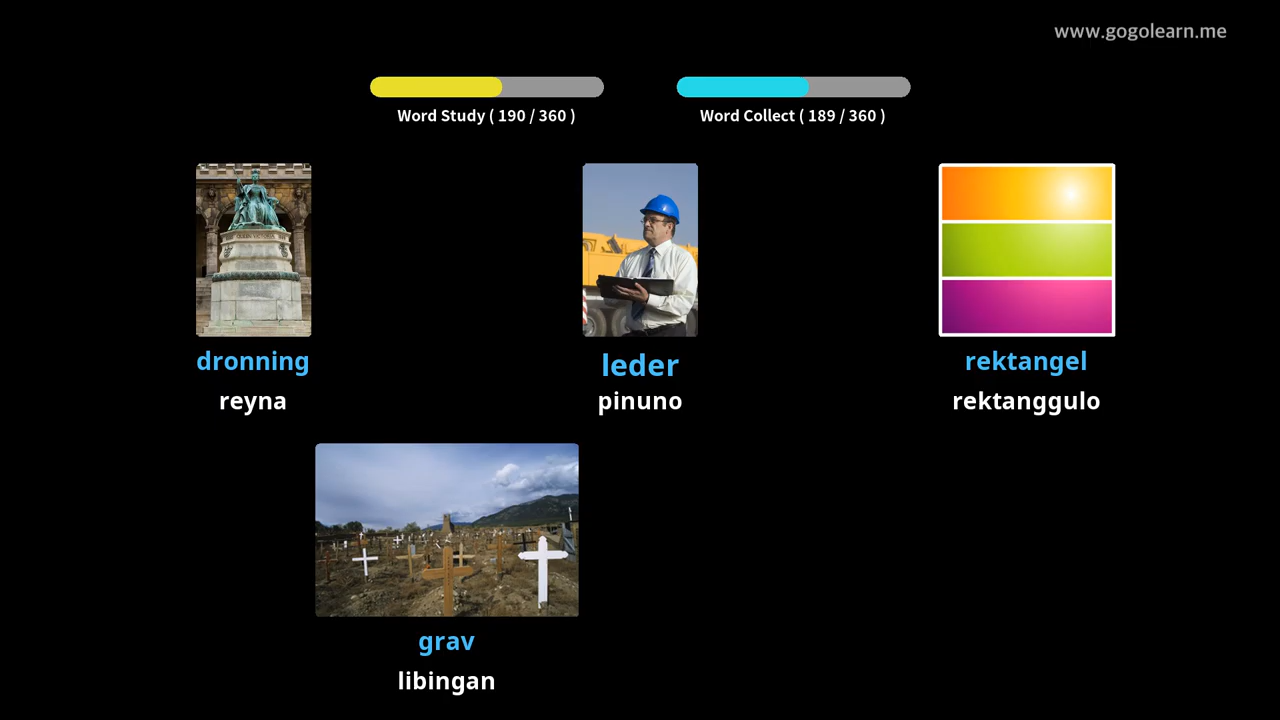 www.gogolearn.me
Word Study ( 190 / 360 )
Word Collect ( 189 / 360 )
dronning
leder
rektangel
reyna
pinuno
rektanggulo
grav
libingan